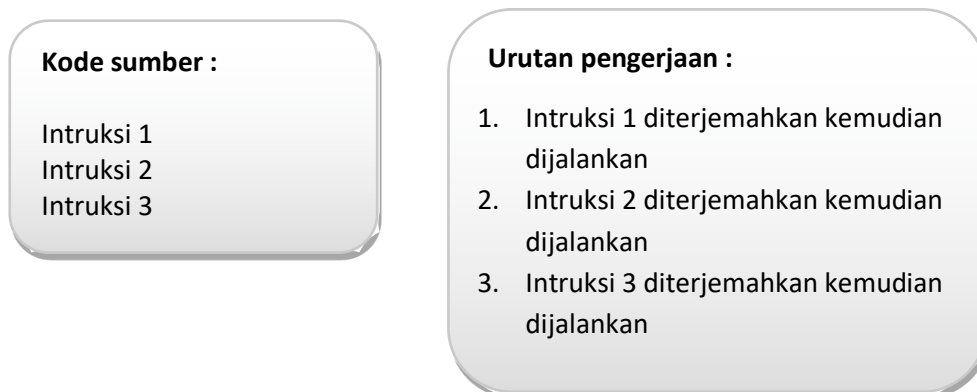 Kode sumber :
Intruksi 1
Intruksi 2
Intruksi 3
Urutan pengerjaan :
1. Intruksi 1 diterjemahkan kemudian
dijalankan
2. Intruksi 2 diterjemahkan kemudian
dijalankan
3. Intruksi 3 diterjemahkan kemudian
dijalankan